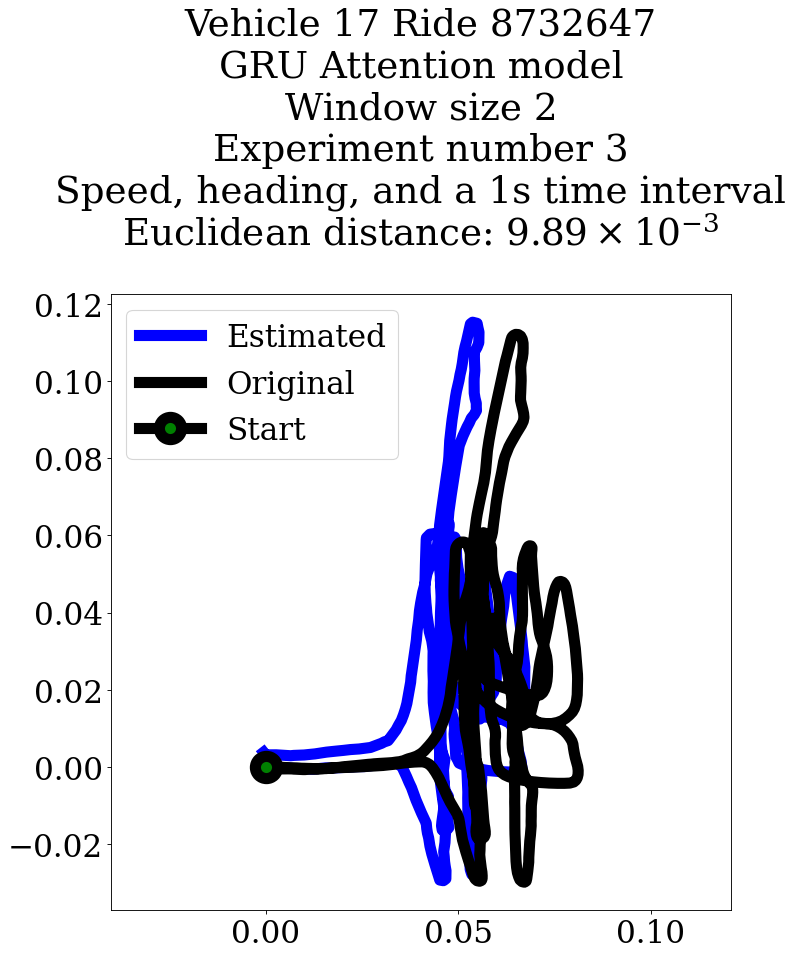 Vehicle 17 Ride 8732647
GRU Attention model
Window size 2
Experiment number 3
Speed, heading, and a 1s time interval
Euclidean distance: 9.89 × 10⁻³
Estimated
Original
Start
0.12
0.10
0.08
0.06
0.04
0.02
0.00
−0.02
0.00 0.05 0.10